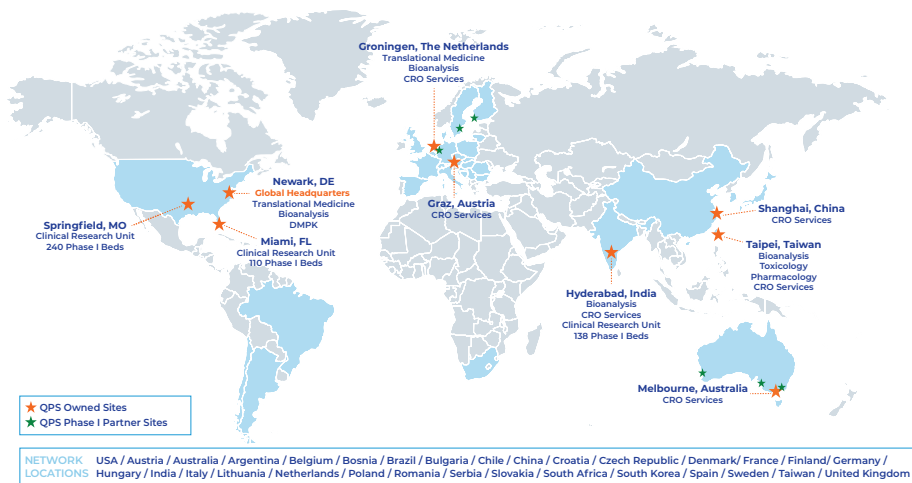 Groningen, The Netherlands
Translational Medicine
Bioanalysis
CRO Services
Newark, DE
Global Headquarters
Translational Medicine
Bioanalysis
DMPK
Springfield, MO
Clinical Research Unit
240 Phase I Beds
Miami, FL
Clinical Research Unit
110 Phase I Beds
Graz, Austria
CRO Services
Shanghai, China
CRO Services
Taipei, Taiwan
Bioanalysis
Toxicology
Pharmacology
CRO Services
Hyderabad, India
Bioanalysis
CRO Services
Clinical Research Unit
138 Phase I Beds
Melbourne, Australia
CRO Services
QPS Owned Sites
QPS Phase I Partner Sites
NETWORK LOCATIONS
USA / Austria / Australia / Argentina / Belgium / Bosnia / Brazil / Bulgaria / Chile / China / Croatia / Czech Republic / Denmark/ France / Finland/ Germany /
Hungary / India / Italy / Lithuania / Netherlands / Poland / Romania / Serbia / Slovakia / South Africa / South Korea / Spain / Sweden / Taiwan / United Kingdom